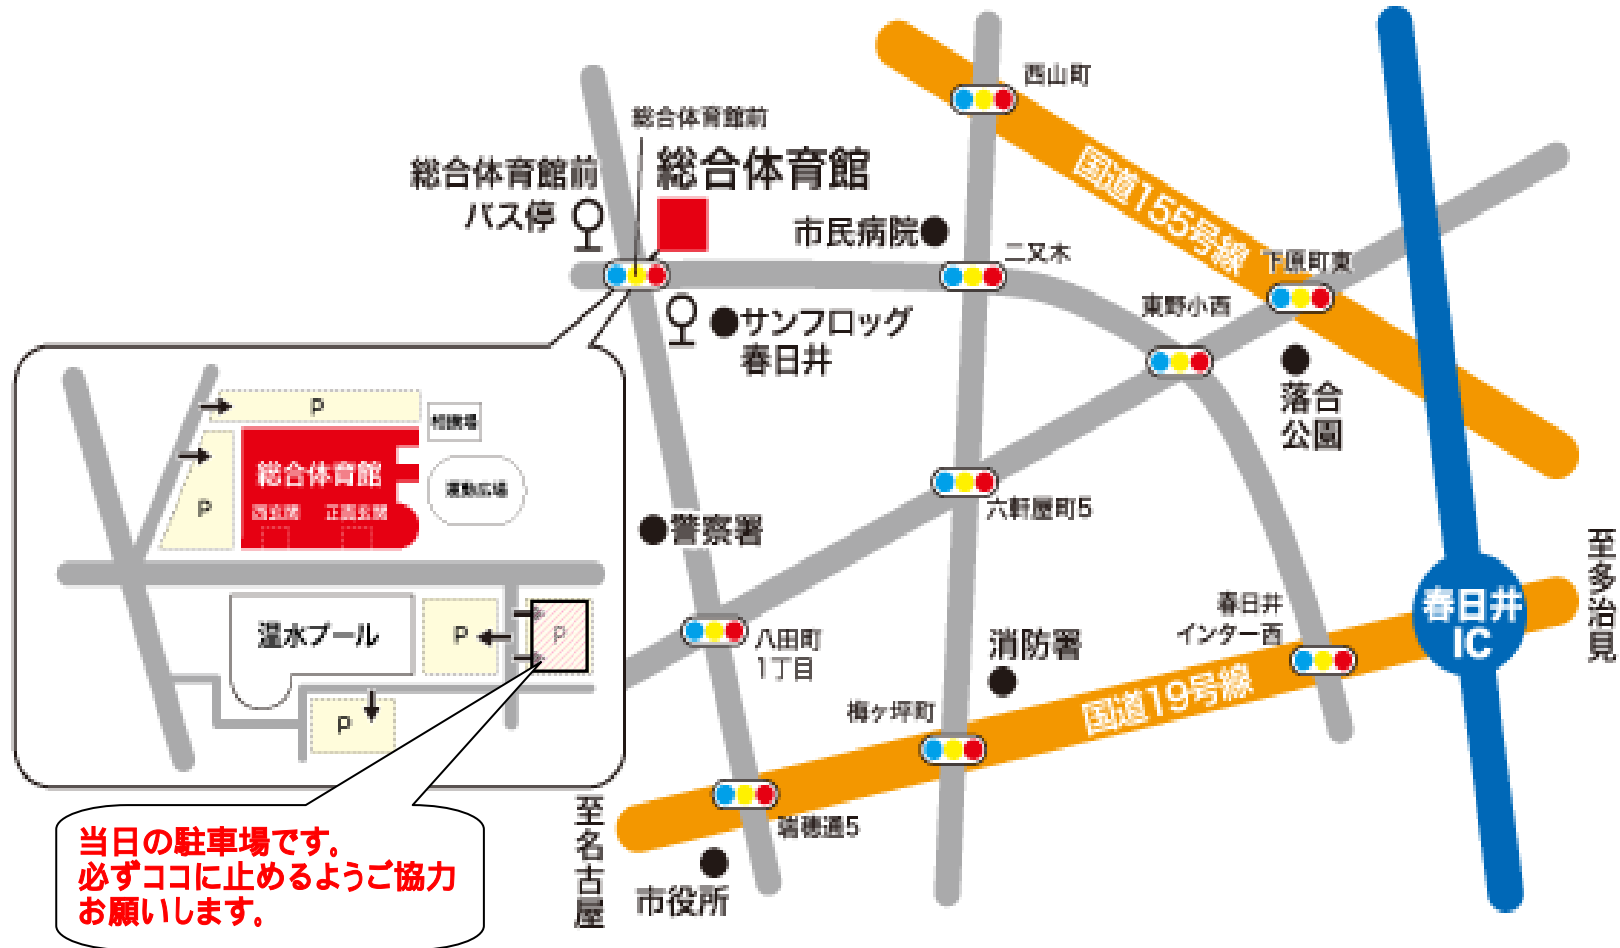 西山町
総合体育館前
総合体育館
総合体育館前
バス停
国道155号線
市民病院
二又木
下原町東
東野小西
サンフロッグ
春日井
落合
公園
P
相撲場
総合体育館
運動広場
P
西玄関
正面玄関
警察署
六軒屋町5
至多治見
春日井
IC
春日井
インター西
温水プール
P
P
八田町
1丁目
消防署
国道19号線
梅ヶ坪町
P
至名古屋
瑞穂通5
市役所
当日の駐車場です。
必ずココに止めるようご協力
お願いします。